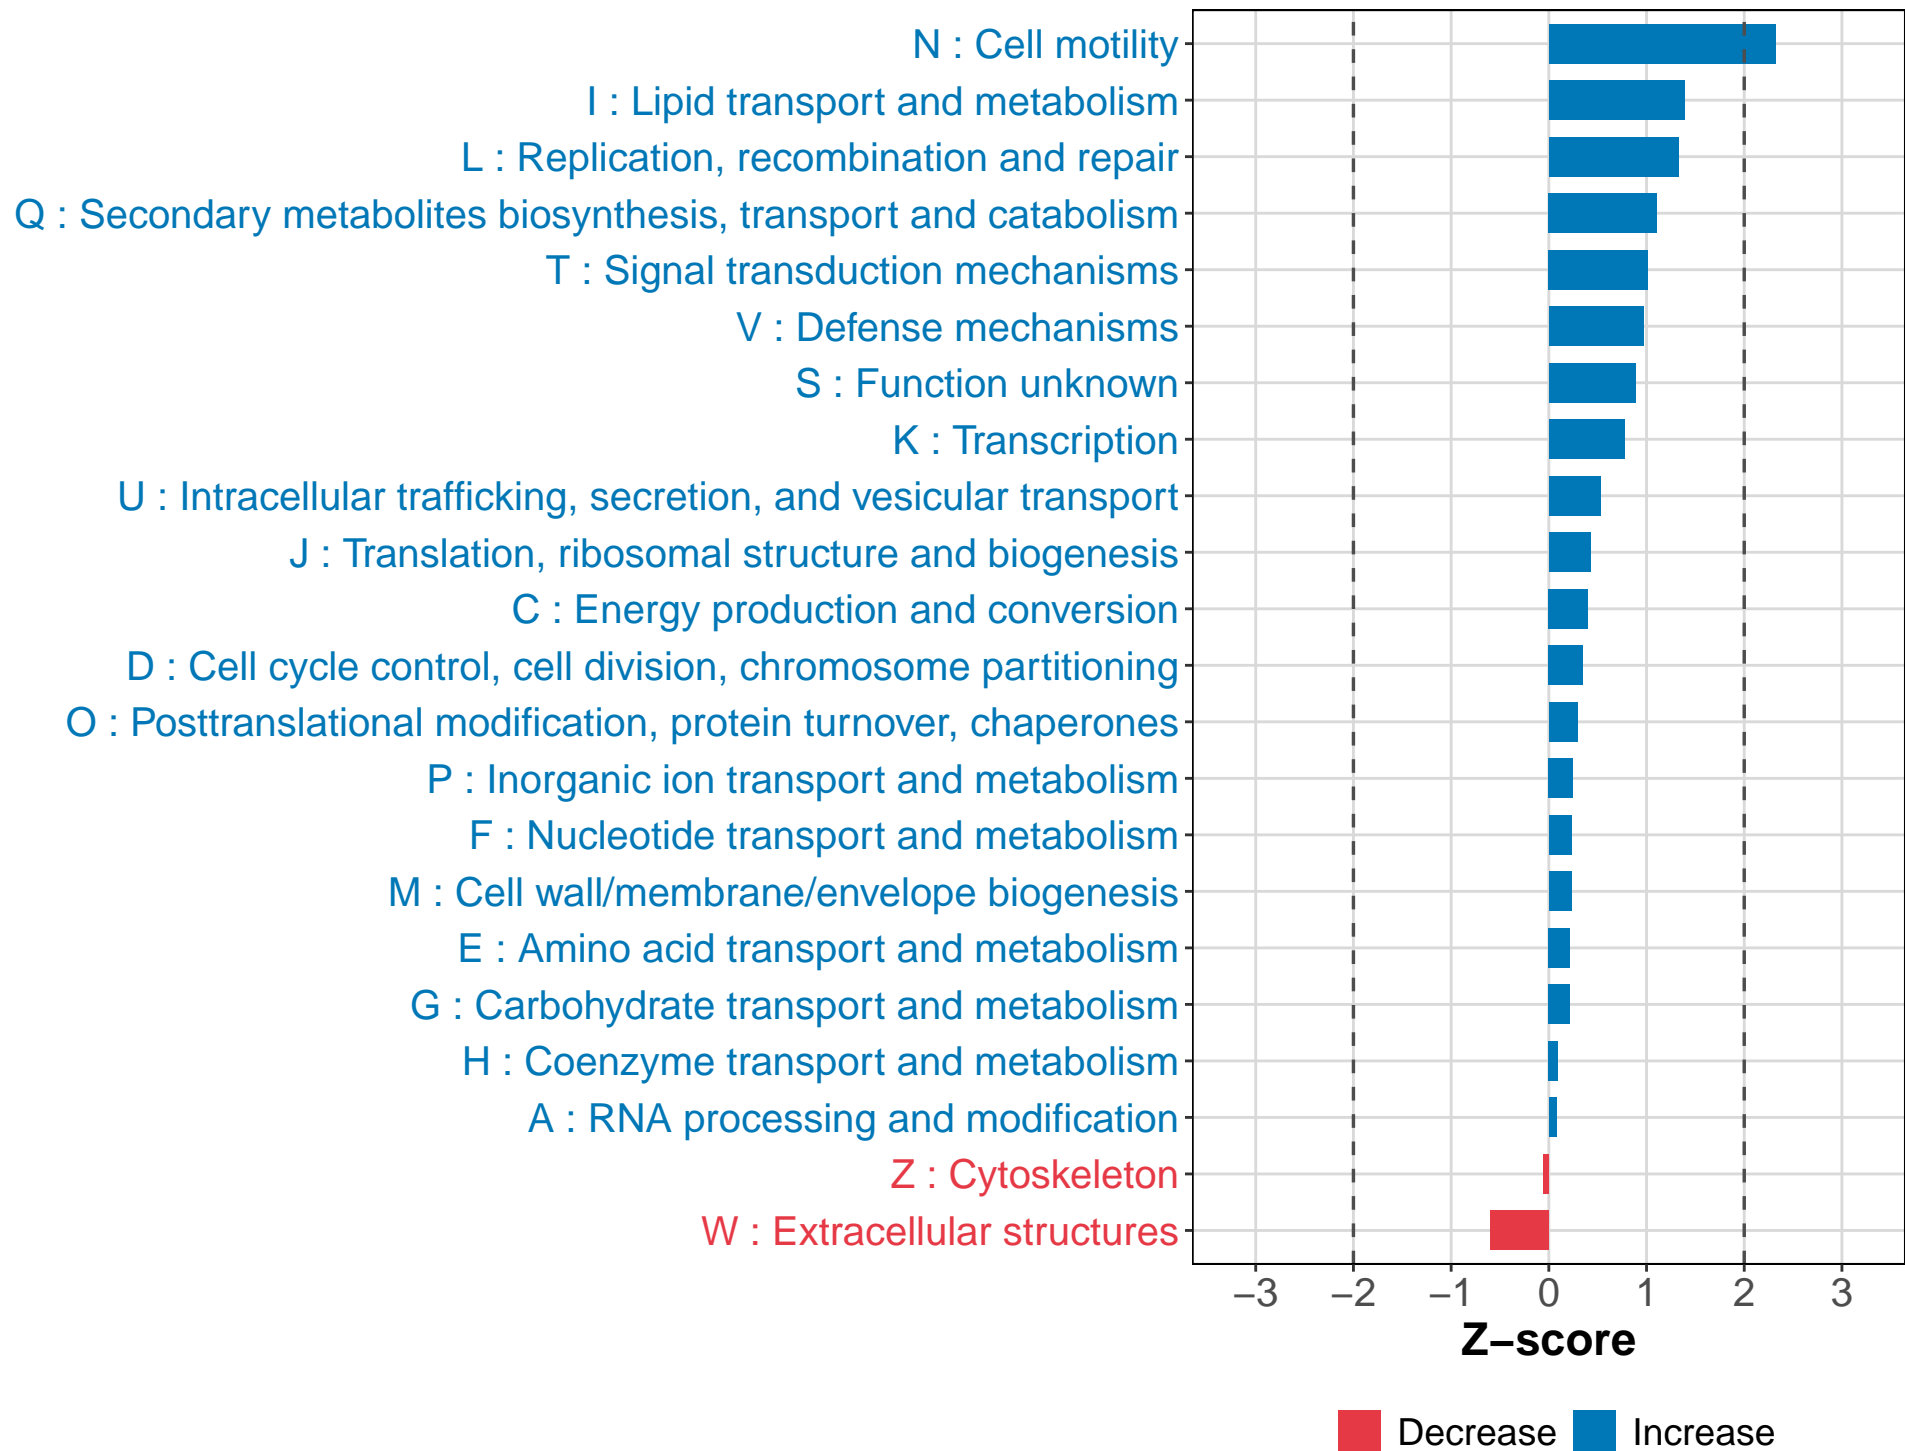 N : Cell motility
I : Lipid transport and metabolism
L : Replication, recombination and repair
Q : Secondary metabolites biosynthesis, transport and catabolism
T : Signal transduction mechanisms
V : Defense mechanisms
S : Function unknown
K : Transcription
U : Intracellular trafficking, secretion, and vesicular transport
J : Translation, ribosomal structure and biogenesis
C : Energy production and conversion
D : Cell cycle control, cell division, chromosome partitioning
O : Posttranslational modification, protein turnover, chaperones
P : Inorganic ion transport and metabolism
F : Nucleotide transport and metabolism
M : Cell wall/membrane/envelope biogenesis
E : Amino acid transport and metabolism
G : Carbohydrate transport and metabolism
H : Coenzyme transport and metabolism
A : RNA processing and modification
Z : Cytoskeleton
W : Extracellular structures
−3 −2 −1 0 1 2 3
Z−score
Decrease Increase